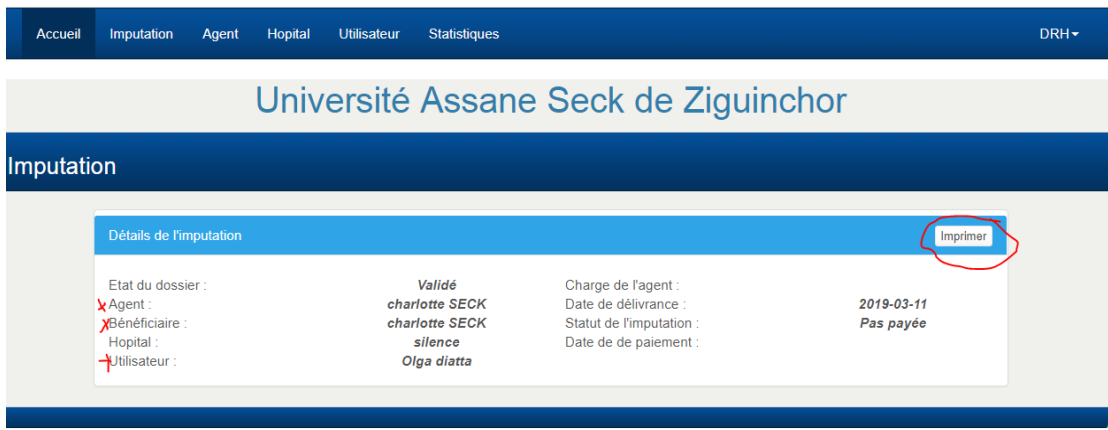 Accueil Imputation Agent Hopital Utilisateur Statistiques DRH
Université Assane Seck de Ziguinchor
Imputation
Détails de l'imputation Imprimer
Etat du dossier : Validé Charge de l'agent :
Agent : charlotte SECK Date de délivrance : 2019-03-11
Bénéficiaire : charlotte SECK Statut de l'imputation : Pas payée
Hopital : silence Date de de paiement :
Utilisateur : Olga diatta